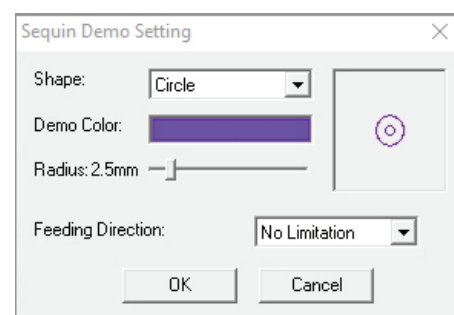 Sequin Demo Setting
Shape: Circle
Demo Color:
Radius: 2.5mm
Feeding Direction: No Limitation
OK Cancel